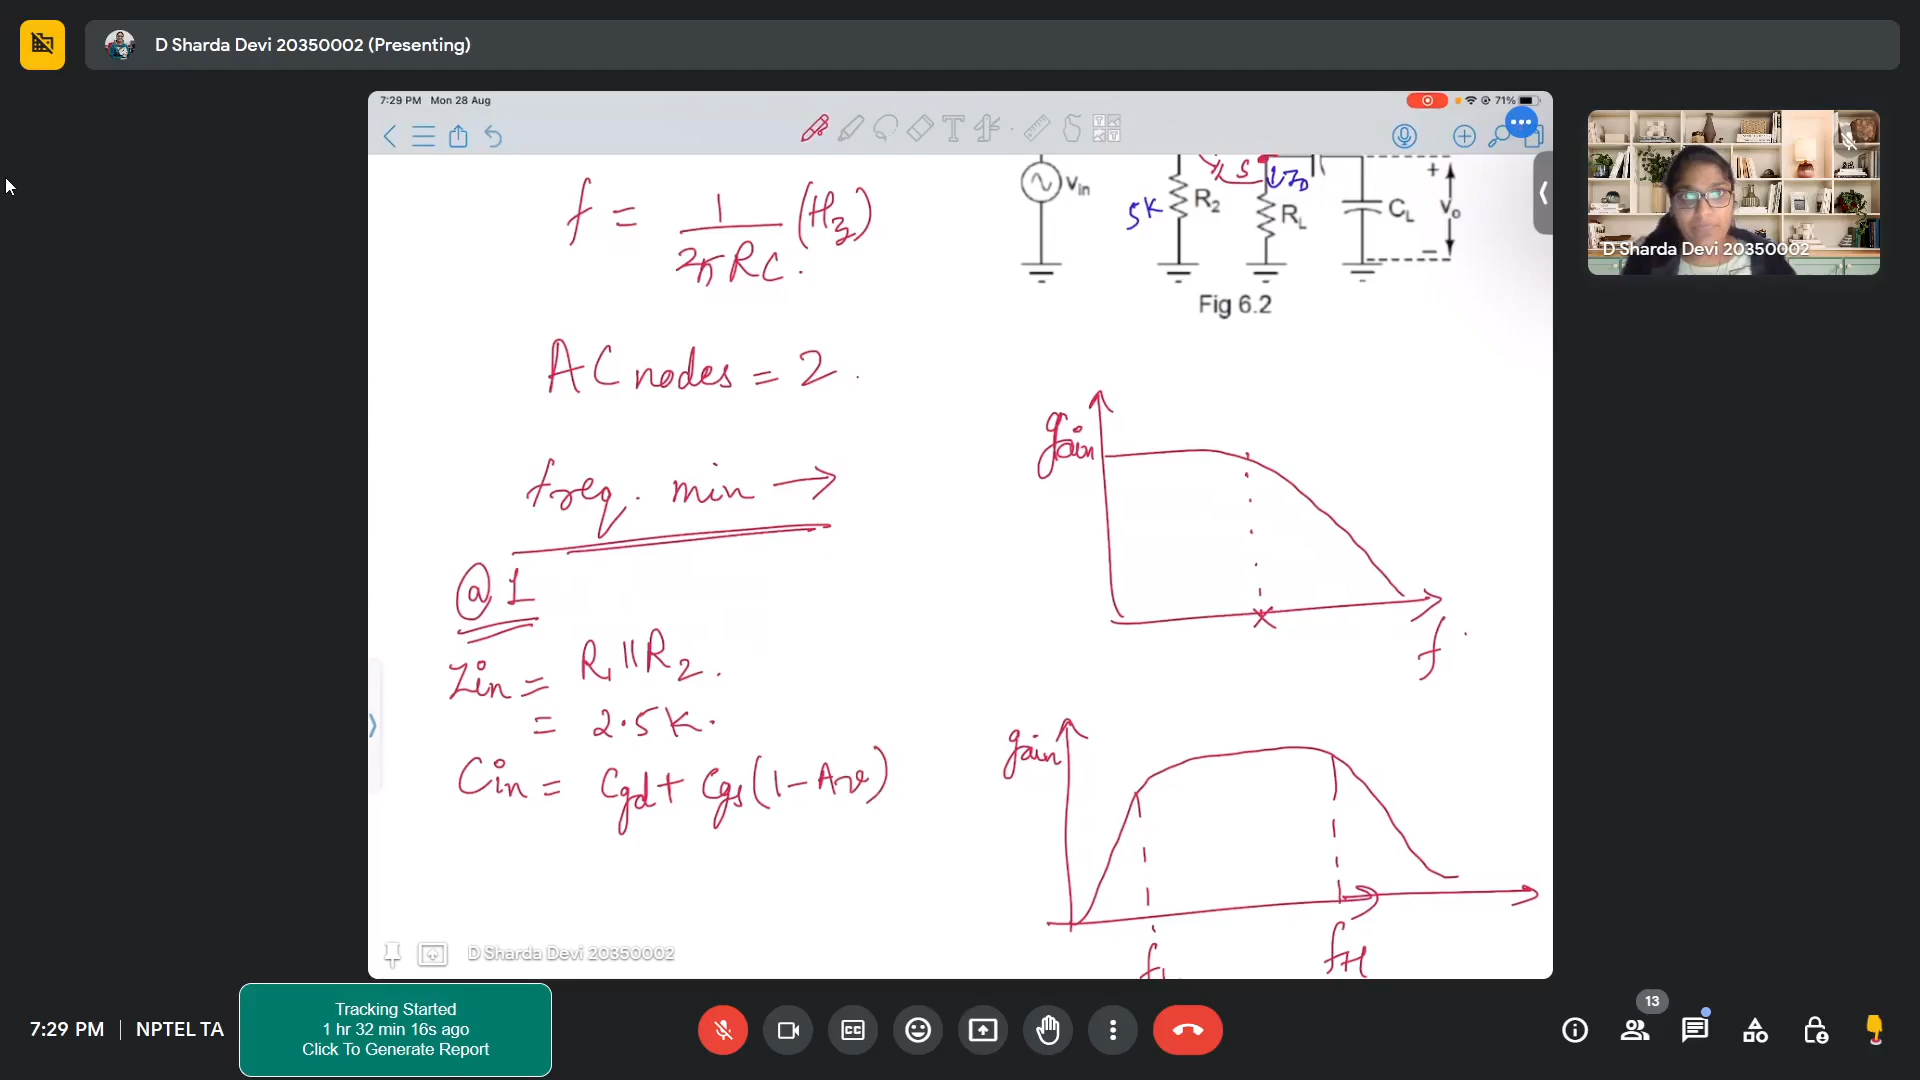 D Sharda Devi 20350002 (Presenting)
7:29 PM Mon 28 Aug
71%
f = 1/2πRC. (Hz)
AC nodes = 2.
freq. min →
@ 1
Zin = R1 || R2.
= 2.5K.
Cin = Cgd + Cgs (1 - Av)
Vin
5K
R2
S
RL
CL
+
Vo
−
Fig 6.2
gain
f
gain
fL
fH
D Sharda Devi 20350002
D Sharda Devi 20350002
7:29 PM | NPTEL TA
Tracking Started
1 hr 32 min 16s ago
Click To Generate Report
CC
13